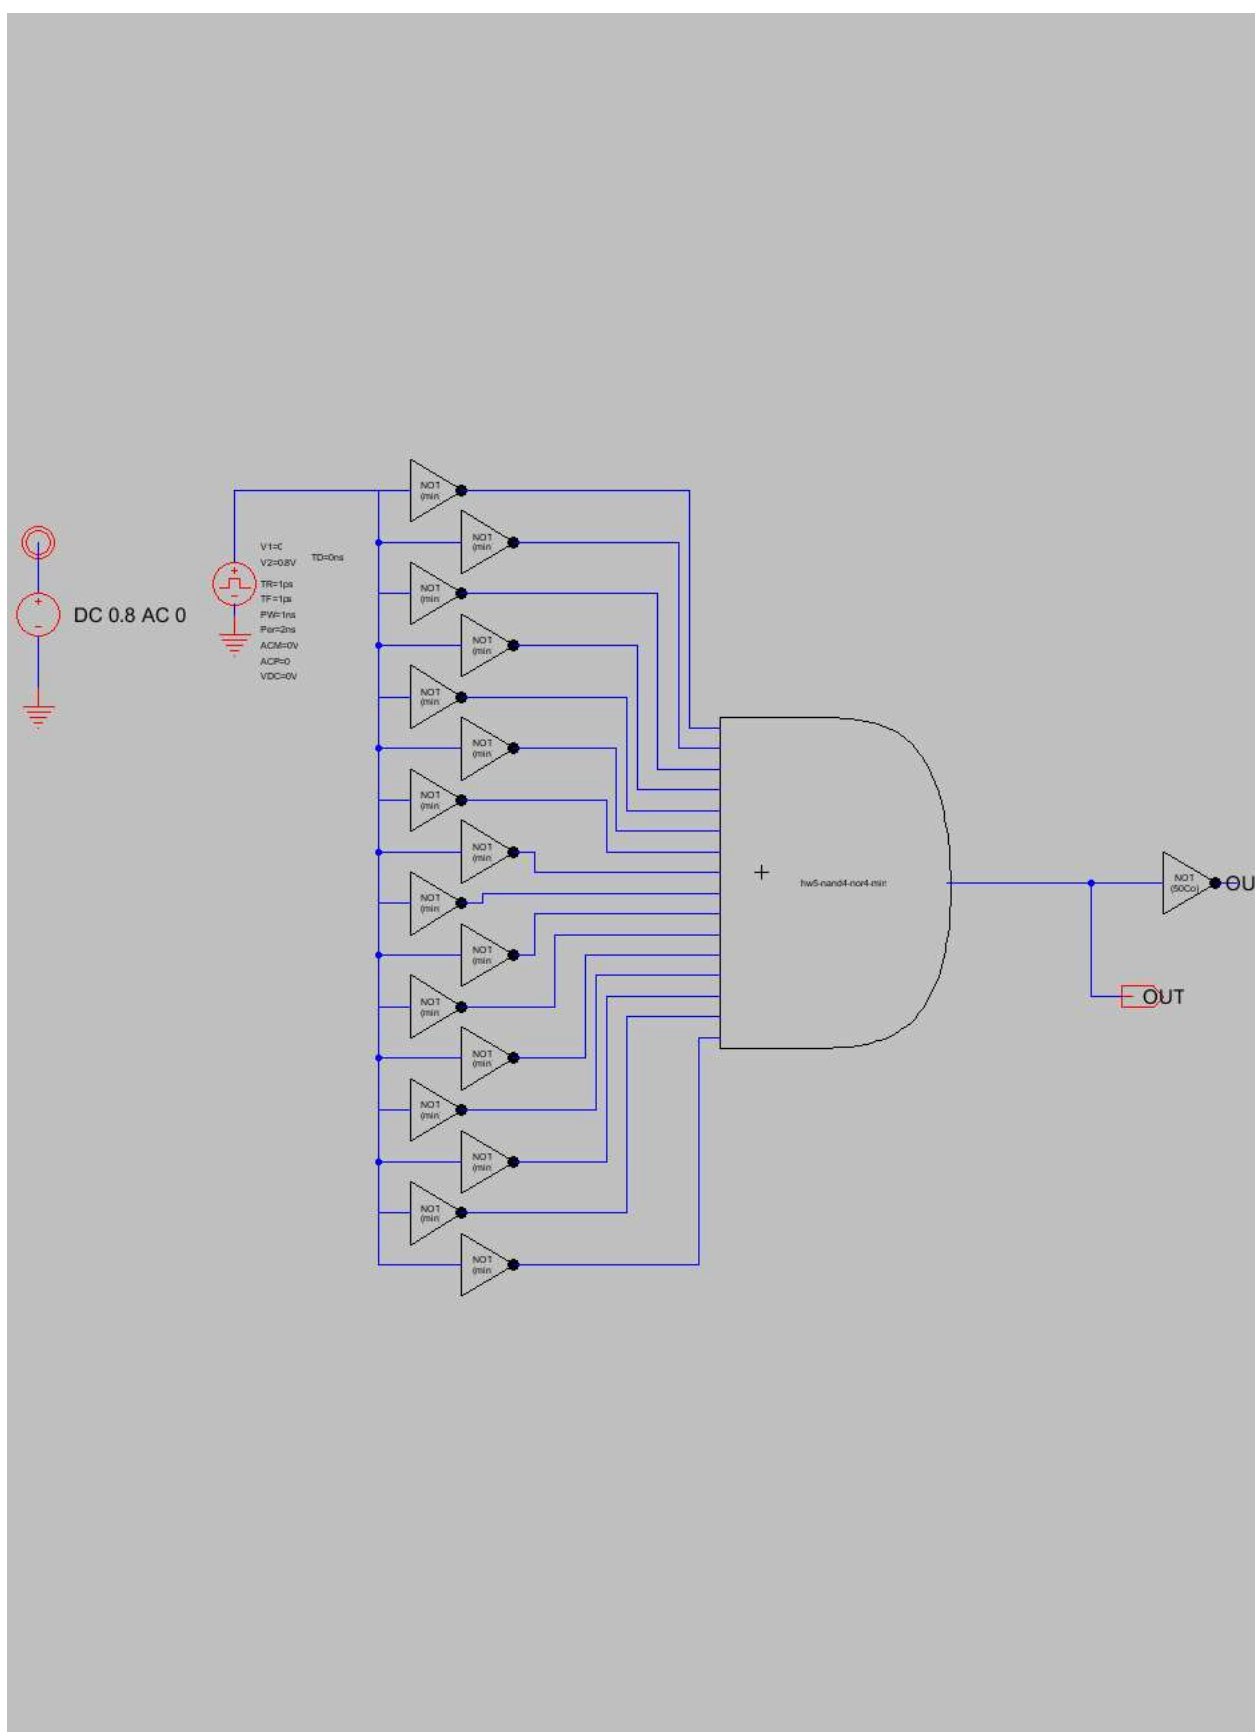 DC 0.8 AC 0
V1=0
V2=0.8V
TD=0ns
TR=1ps
TF=1ps
PW=1ns
Per=2ns
ACM=0V
ACP=0
VDC=0V
NOT
(min
NOT
(min
NOT
(min
NOT
(min
NOT
(min
NOT
(min
NOT
(min
NOT
(min
NOT
(min
NOT
(min
NOT
(min
NOT
(min
NOT
(min
NOT
(min
NOT
(min
NOT
(min
hw5-nand4-nor4-min
NOT
(50Co)
OU
OUT